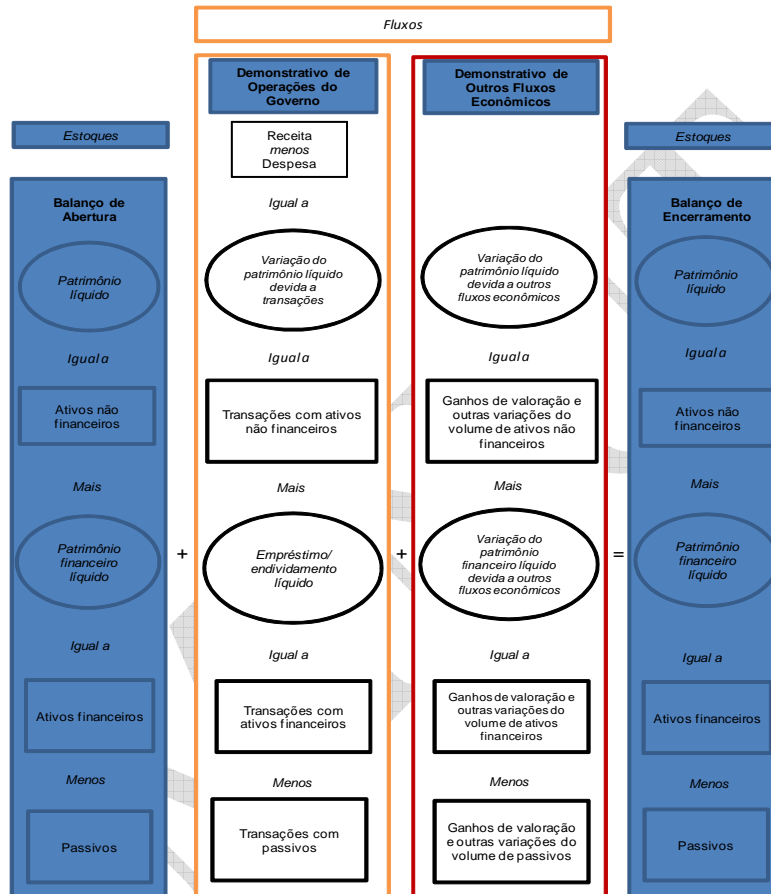 Fluxos
Estoques
Balanço de
Abertura
Patrimônio
líquido
Igual a
Ativos não
financeiros
Mais
Patrimônio
financeiro
líquido
Igual a
Ativos financeiros
Menos
Passivos
+
Demonstrativo de
Operações do
Governo
Receita
menos
Despesa
Igual a
Variação do
patrimônio líquido
devida a
transações
Igual a
Transações com ativos
não financeiros
Mais
Empréstimo/
endividamento
líquido
Igual a
Transações com
ativos financeiros
Menos
Transações com
passivos
+
Demonstrativo de
Outros Fluxos
Econômicos
Variação do
patrimônio líquido
devida a outros
fluxos econômicos
Igual a
Ganhos de valoração e
outras variações do
volume de ativos não
financeiros
Mais
Variação do
patrimônio
financeiro líquido
devida a outros
fluxos econômicos
Igual a
Ganhos de valoração e
outras variações do
volume de ativos
financeiros
Menos
Ganhos de valoração
e outras variações do
volume de passivos
=
Estoques
Balanço de
Encerramento
Patrimônio
líquido
Igual a
Ativos não
financeiros
Mais
Patrimônio
financeiro
líquido
Igual a
Ativos financeiros
Menos
Passivos